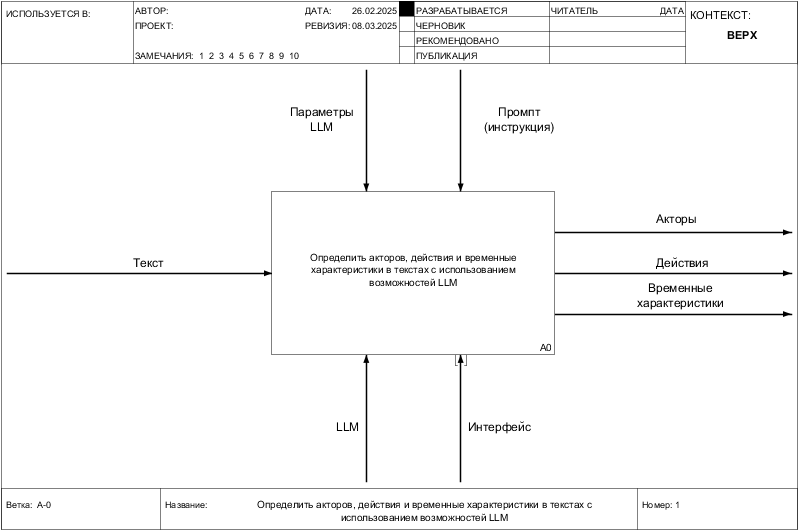 ИСПОЛЬЗУЕТСЯ В:
АВТОР:
ДАТА: 26.02.2025
РАЗРАБАТЫВАЕТСЯ
ЧИТАТЕЛЬ
ДАТА
КОНТЕКСТ:
ПРОЕКТ:
РЕВИЗИЯ: 08.03.2025
ЧЕРНОВИК
ВЕРХ
РЕКОМЕНДОВАНО
ЗАМЕЧАНИЯ: 1 2 3 4 5 6 7 8 9 10
ПУБЛИКАЦИЯ
Параметры
LLM
Промпт
(инструкция)
Текст
Определить акторов, действия и временные
характеристики в текстах с использованием
возможностей LLM
A0
Акторы
Действия
Временные
характеристики
LLM
Интерфейс
Ветка: A-0
Название:
Определить акторов, действия и временные характеристики в текстах с
использованием возможностей LLM
Номер: 1